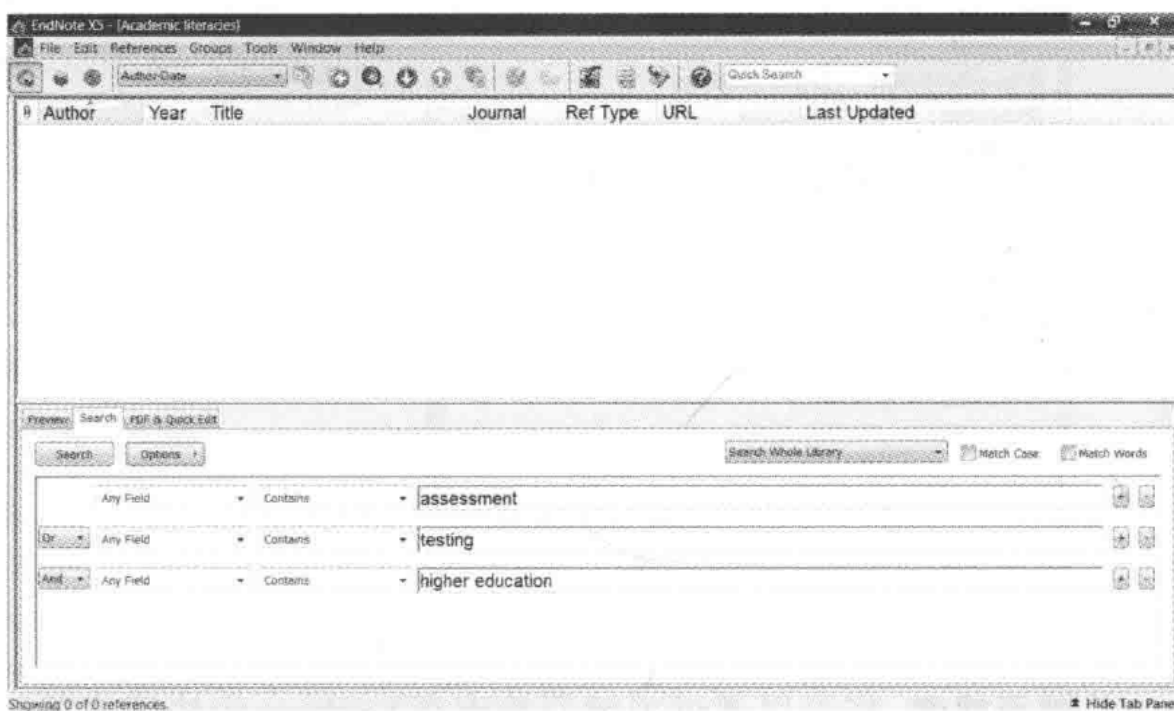 EndNote X5 - [Academic literacies]
File Edit References Groups Tools Window Help
Author-Date Quick Search
Author Year Title Journal Ref Type URL Last Updated
Preview Search PDF & Quick Edit
Search Options Search Whole Library Match Case Match Words
Any Field Contains assessment
Or Any Field Contains testing
And Any Field Contains higher education
Showing 0 of 0 references. Hide Tab Pane